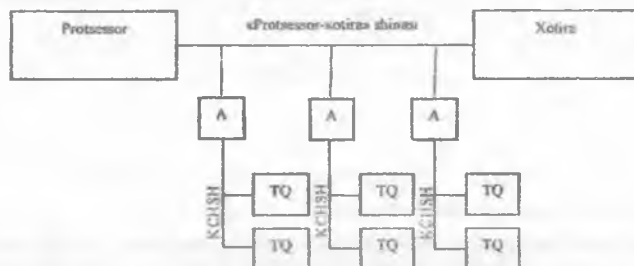 Protsessor «Protsessor-xotira» shinasi Xotira
A A A
KCHSH TQ KCHSH TQ KCHSH TQ
TQ TQ TQ